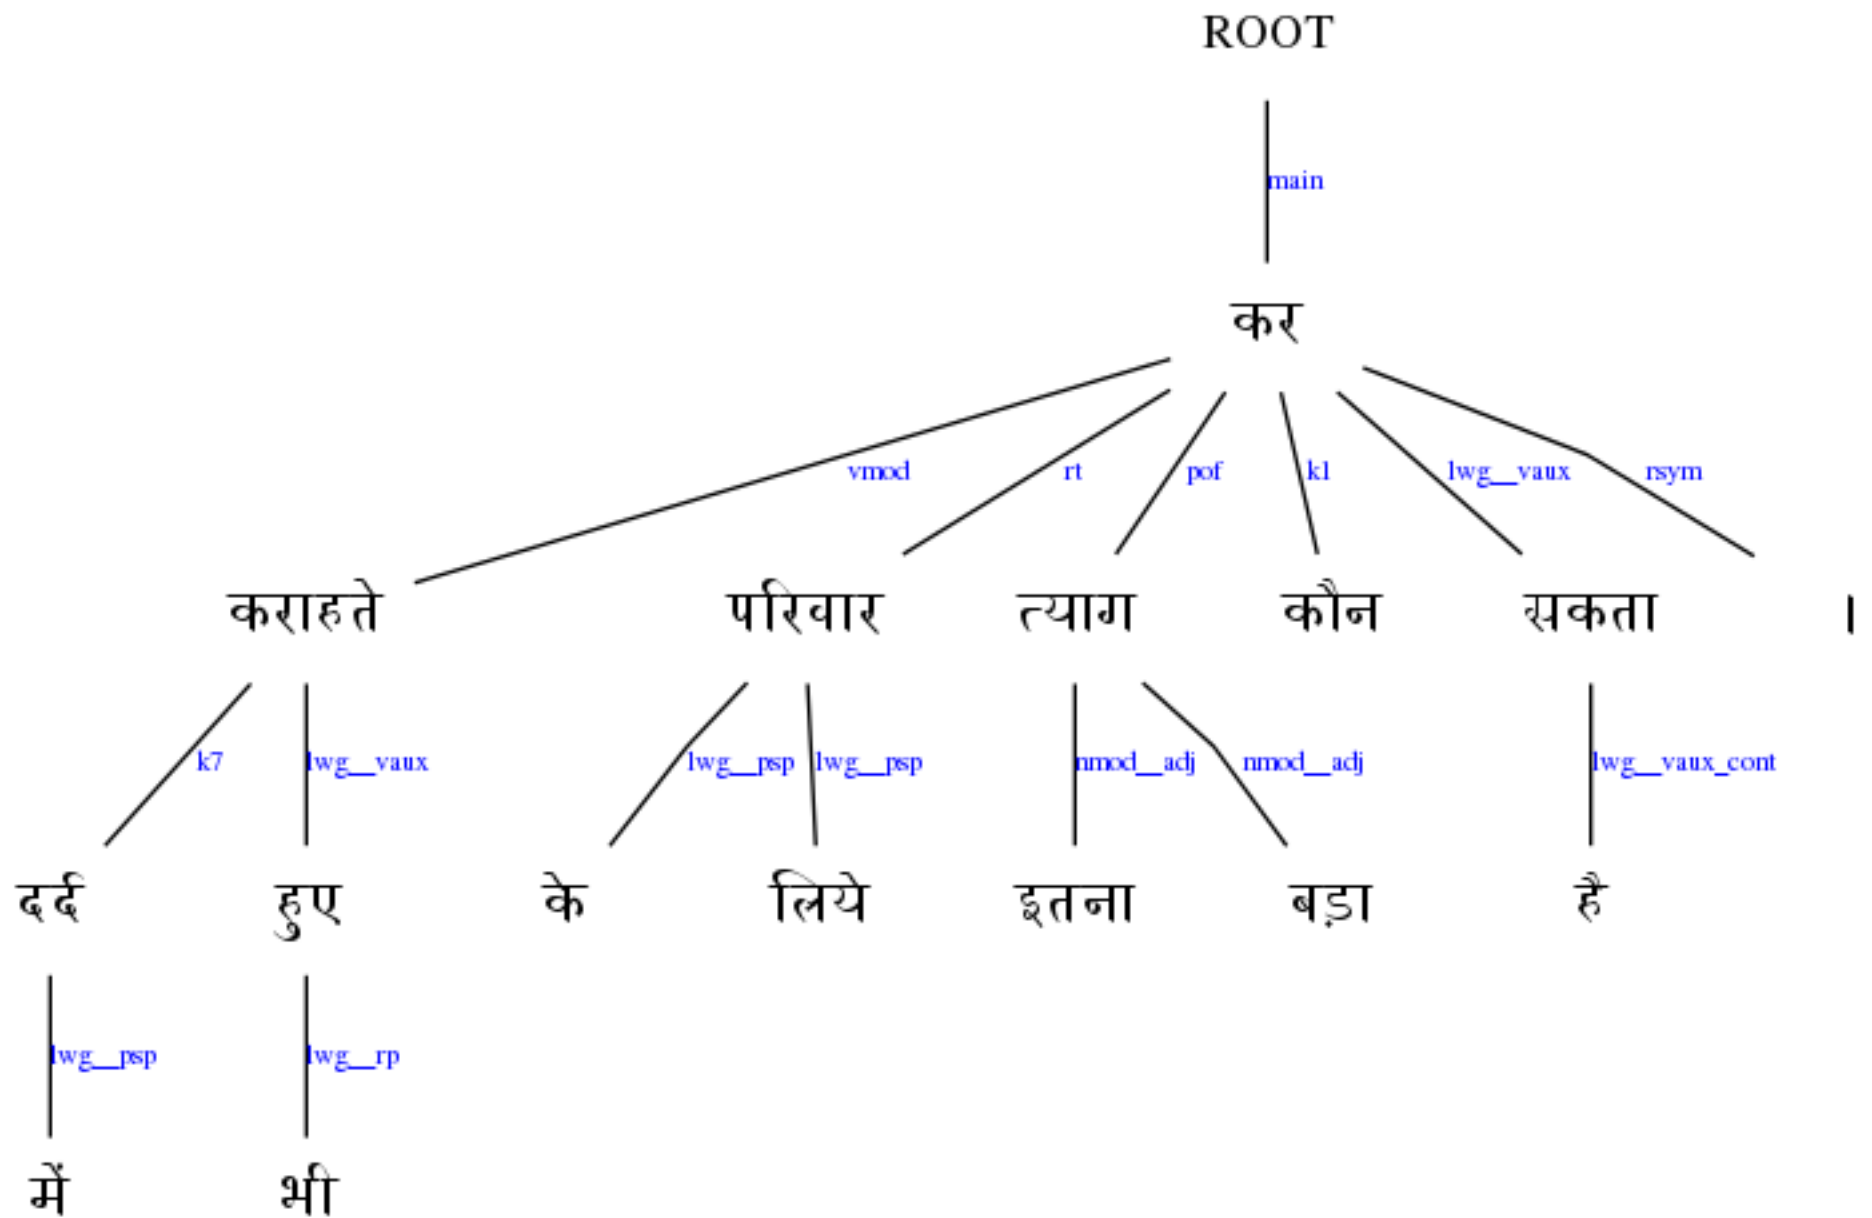 ROOT
main
कर
vmod rt pof k1 lwg__vaux rsym
कराहते परिवार त्याग कौन सकता ।
k7 lwg__vaux lwg__psp lwg__psp nmod__adj nmod__adj lwg__vaux_cont
दर्द हुए के लिये इतना बड़ा है
lwg__psp lwg__rp
में भी